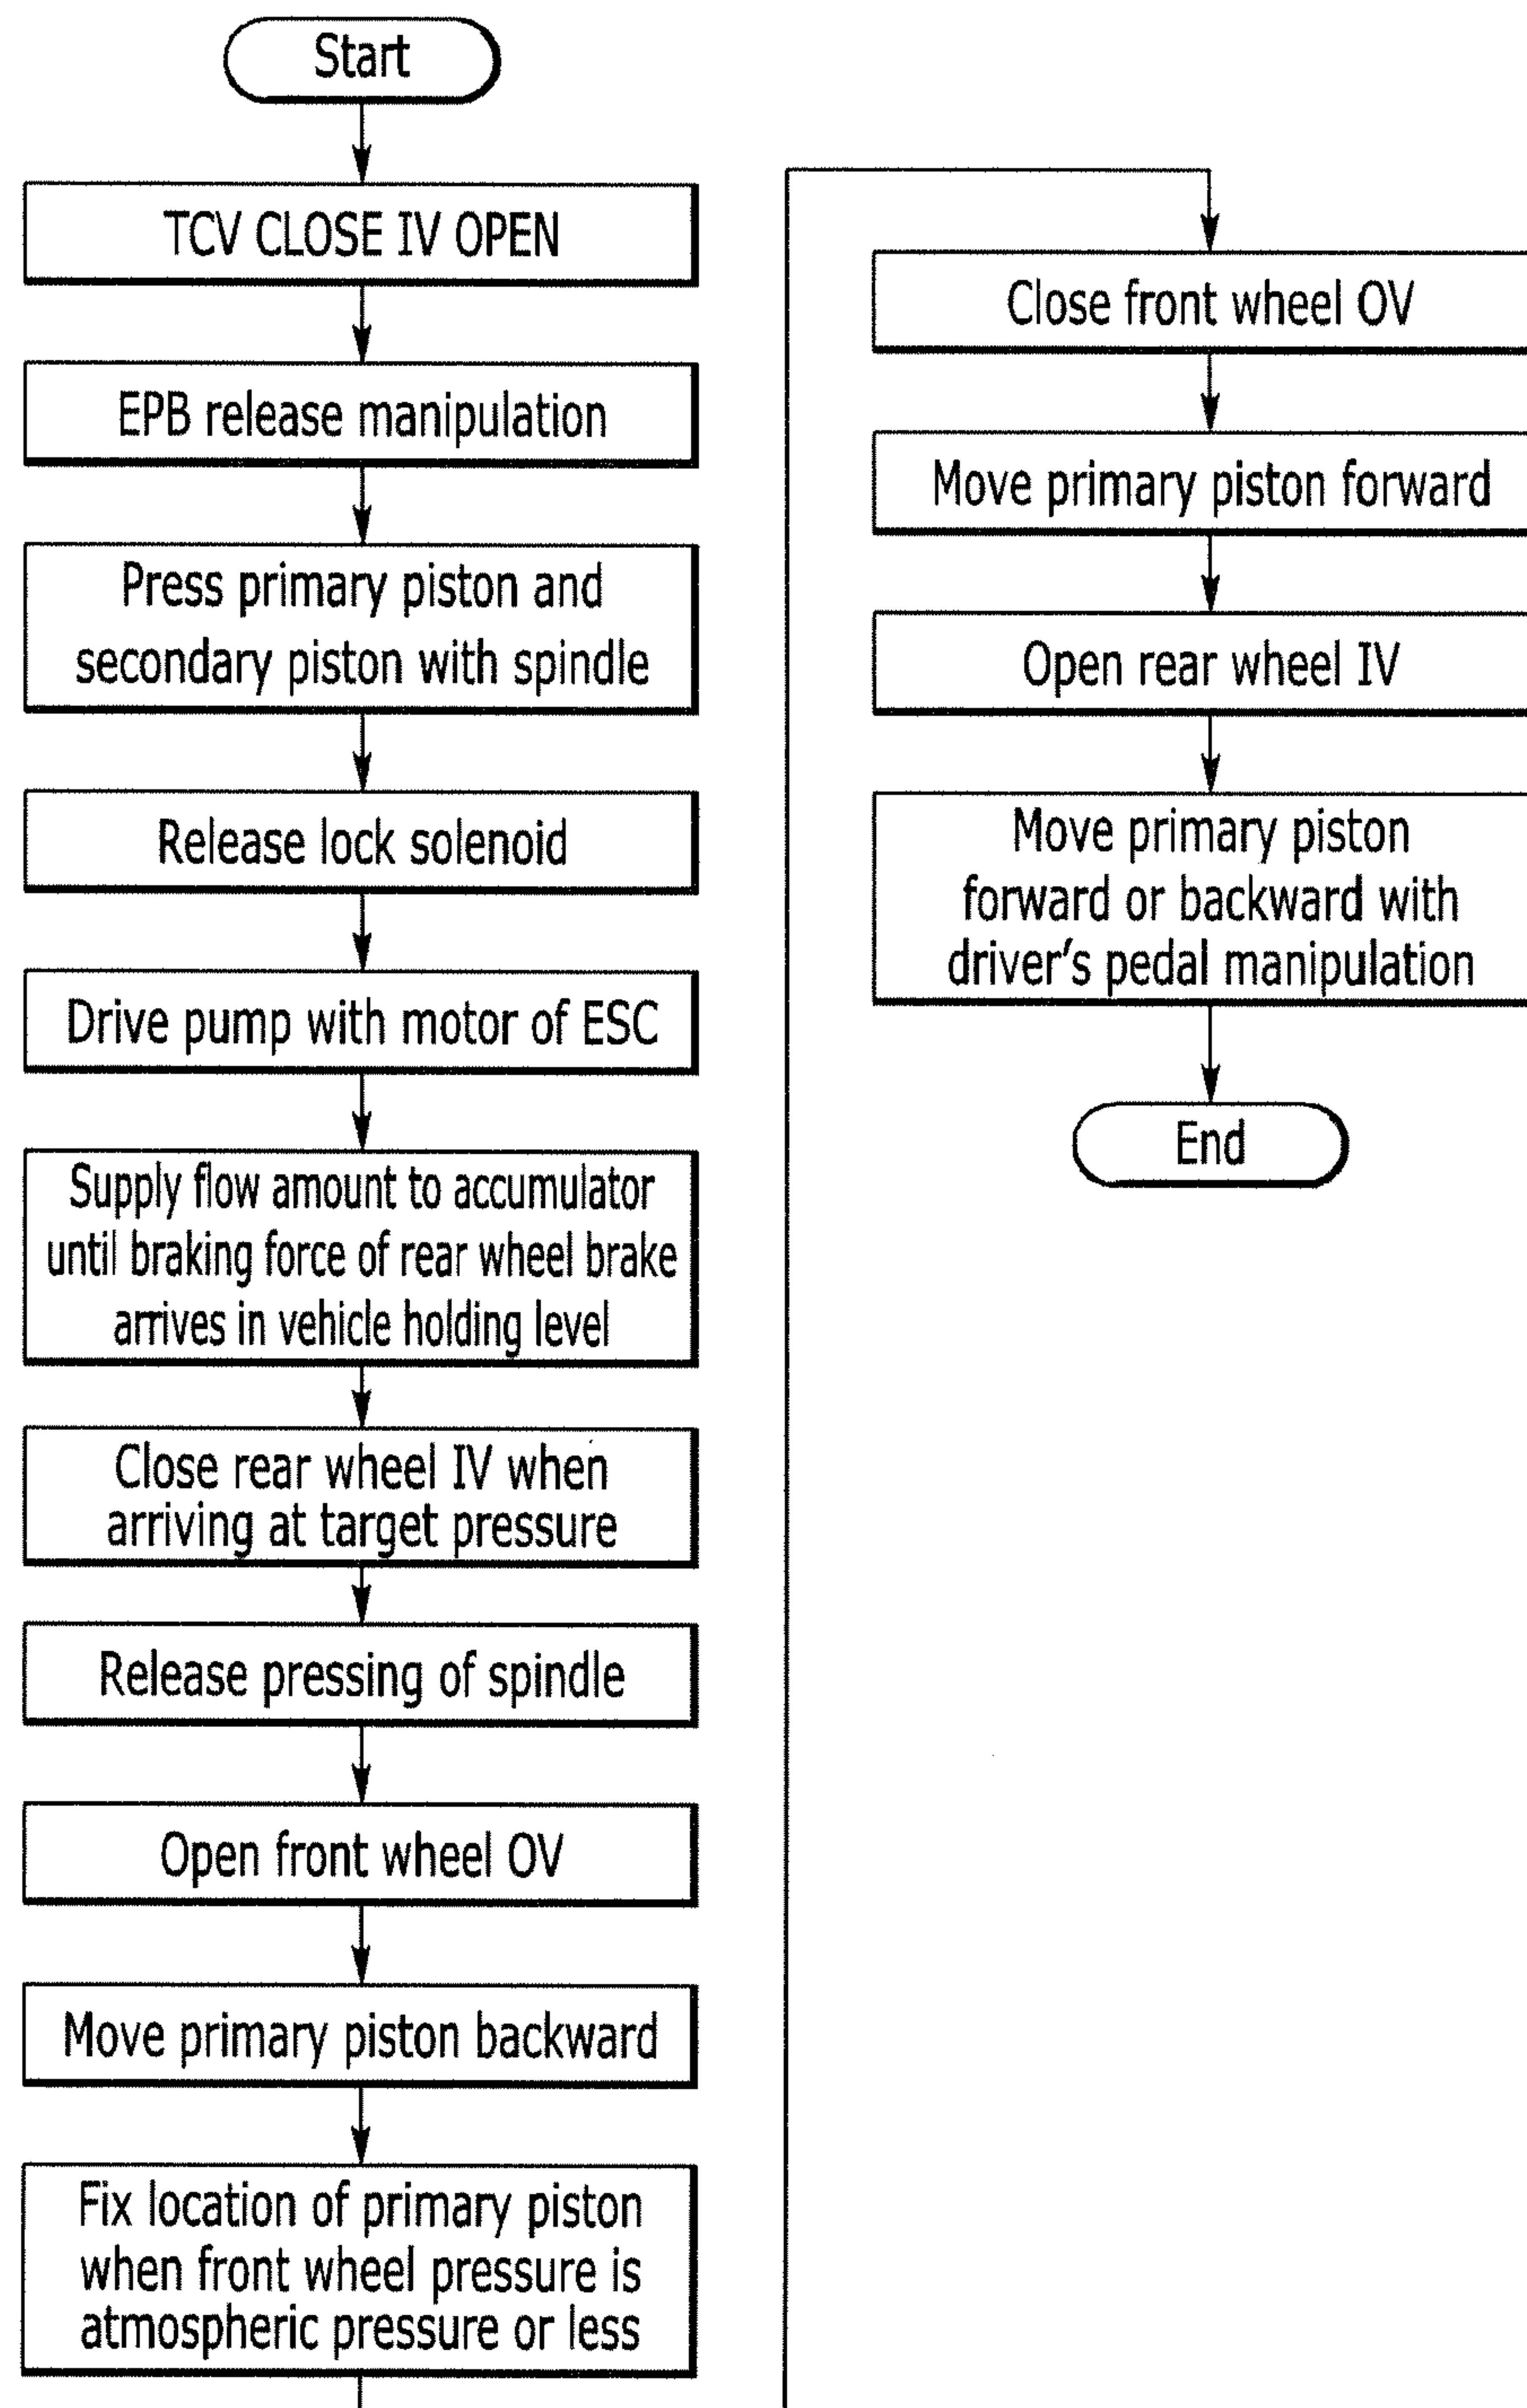 Start
TCV CLOSE IV OPEN
EPB release manipulation
Press primary piston and
secondary piston with spindle
Release lock solenoid
Drive pump with motor of ESC
Supply flow amount to accumulator
until braking force of rear wheel brake
arrives in vehicle holding level
Close rear wheel IV when
arriving at target pressure
Release pressing of spindle
Open front wheel OV
Move primary piston backward
Fix location of primary piston
when front wheel pressure is
atmospheric pressure or less
Close front wheel OV
Move primary piston forward
Open rear wheel IV
Move primary piston
forward or backward with
driver's pedal manipulation
End